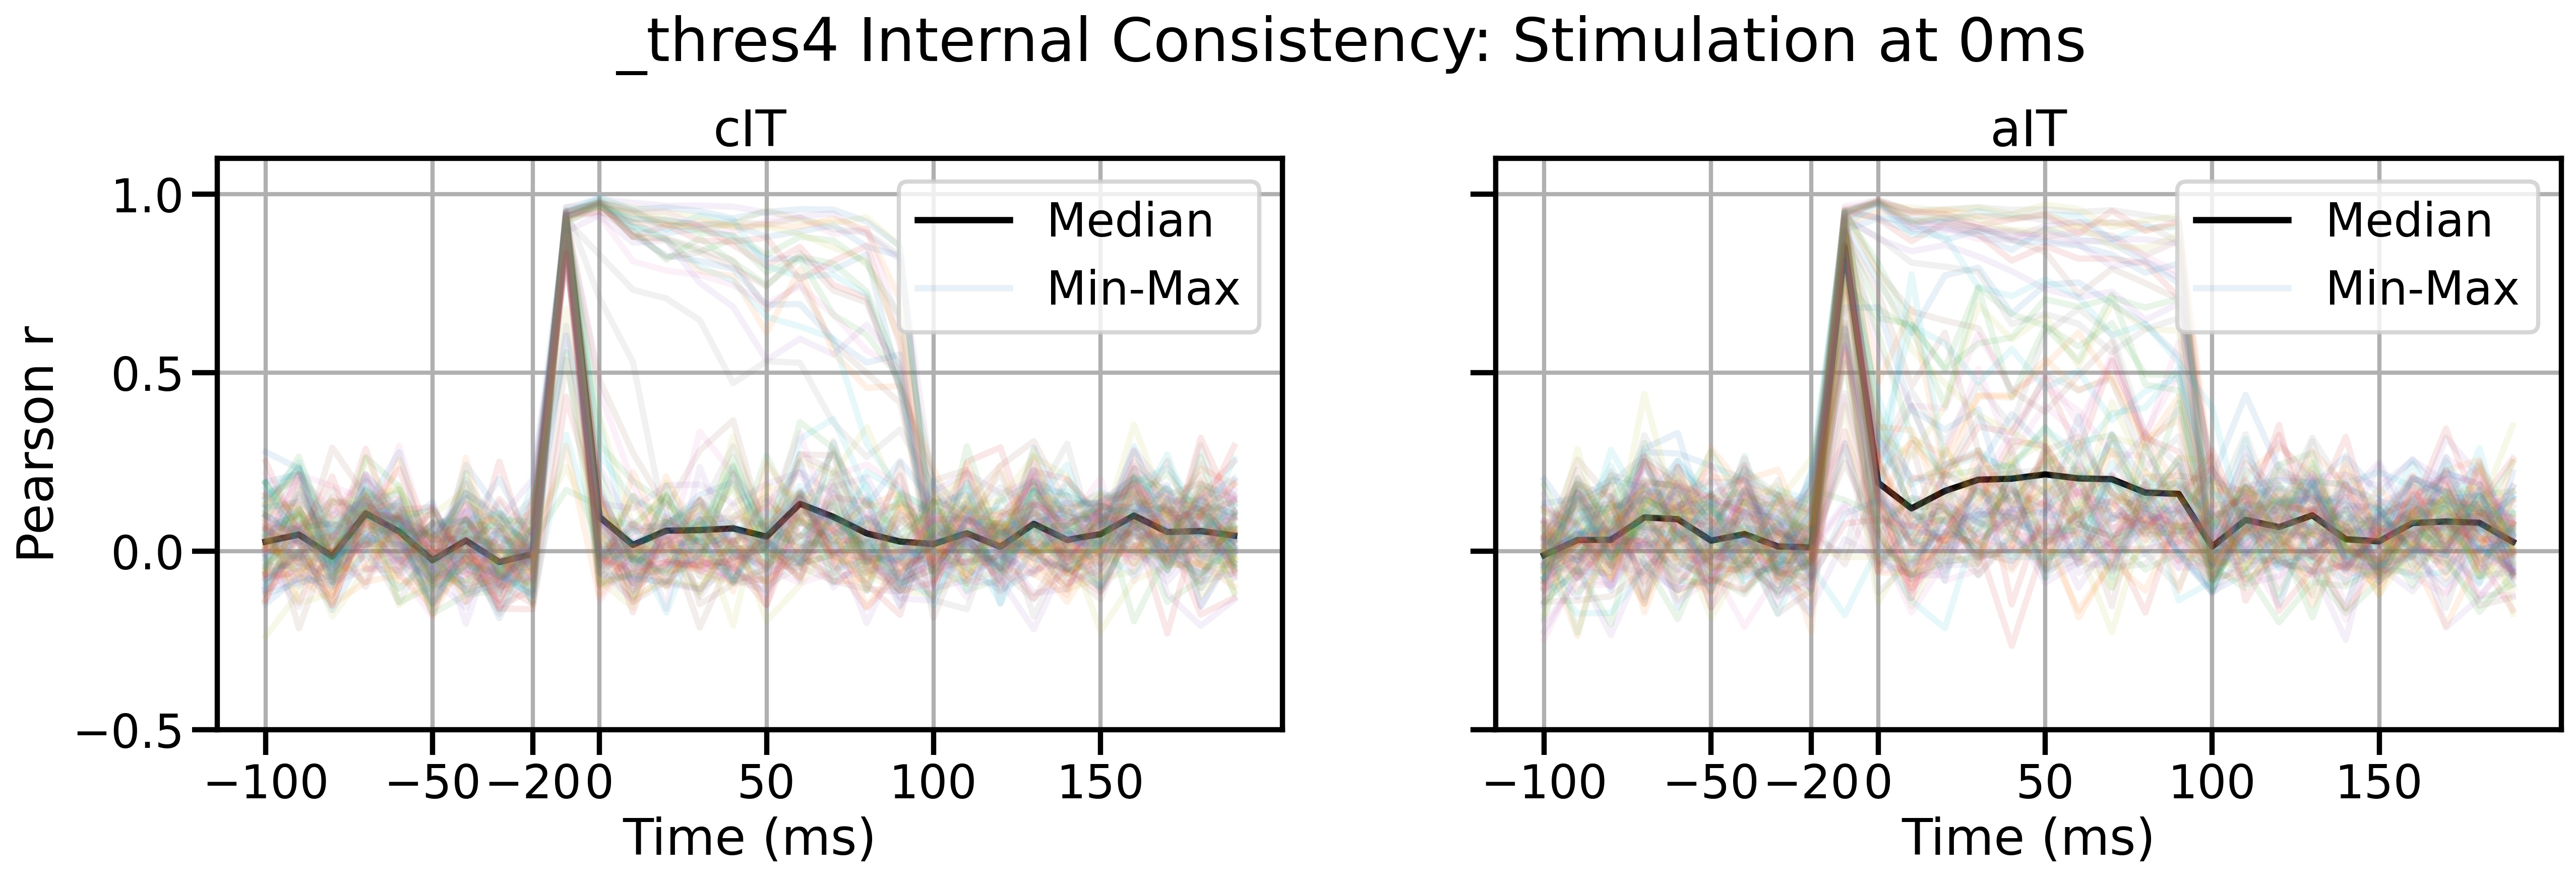 _thres4 Internal Consistency: Stimulation at 0ms
cIT
aIT
1.0
0.5
0.0
−0.5
Pearson r
Median
Min-Max
Median
Min-Max
−100 −50 −20 0 50 100 150
−100 −50 −20 0 50 100 150
Time (ms)
Time (ms)